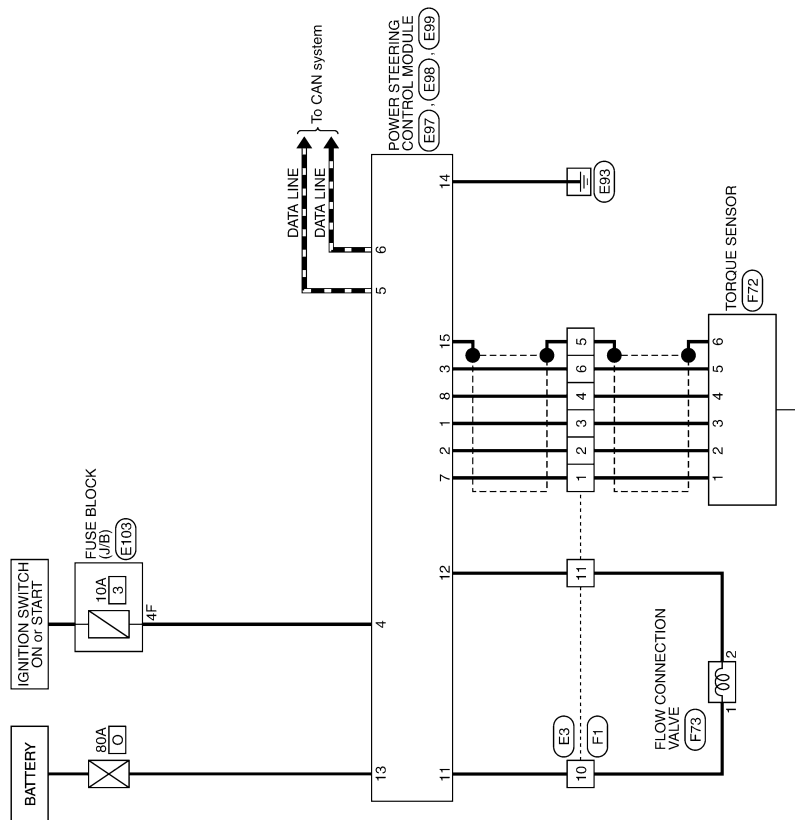 BATTERY
IGNITION SWITCH
ON or START
80A
O
FUSE BLOCK
(J/B)
E103
10A
3
4F
DATA LINE
DATA LINE
To CAN system
13
4
5
6
POWER STEERING
CONTROL MODULE
E97 , E98 , E99
11
12
7
2
1
8
3
15
14
E3
F1
10
11
1
2
3
4
6
5
E93
FLOW CONNECTION
VALVE
F73
1
2
1
2
3
4
5
6
TORQUE SENSOR
F72